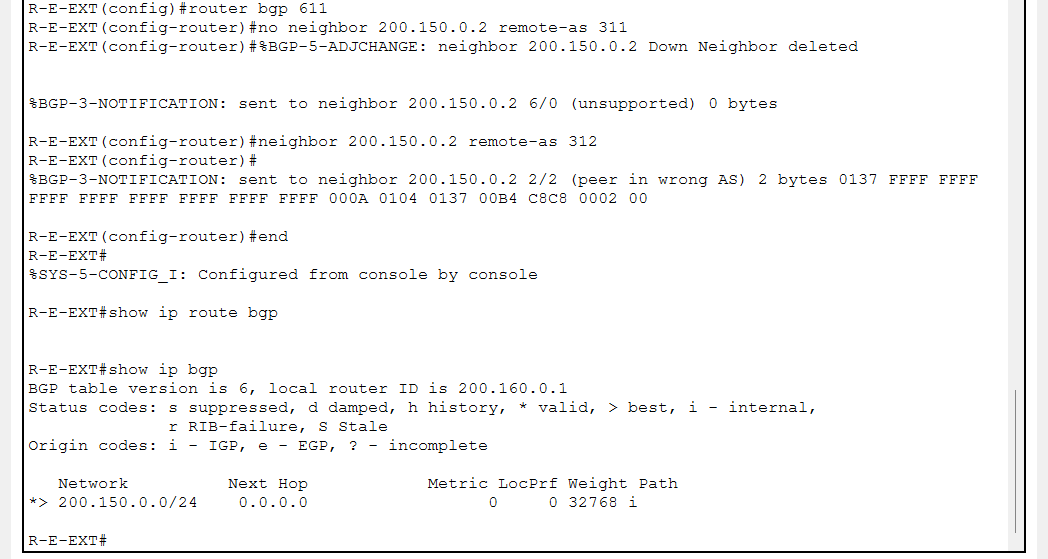 R-E-EXT(config)#router bgp 611
R-E-EXT(config-router)#no neighbor 200.150.0.2 remote-as 311
R-E-EXT(config-router)#%BGP-5-ADJCHANGE: neighbor 200.150.0.2 Down Neighbor deleted
%BGP-3-NOTIFICATION: sent to neighbor 200.150.0.2 6/0 (unsupported) 0 bytes
R-E-EXT(config-router)#neighbor 200.150.0.2 remote-as 312
R-E-EXT(config-router)#
%BGP-3-NOTIFICATION: sent to neighbor 200.150.0.2 2/2 (peer in wrong AS) 2 bytes 0137 FFFF FFFF
FFFF FFFF FFFF FFFF FFFF FFFF 000A 0104 0137 00B4 C8C8 0002 00
R-E-EXT(config-router)#end
R-E-EXT#
%SYS-5-CONFIG_I: Configured from console by console
R-E-EXT#show ip route bgp
R-E-EXT#show ip bgp
BGP table version is 6, local router ID is 200.160.0.1
Status codes: s suppressed, d damped, h history, * valid, > best, i - internal,
r RIB-failure, S Stale
Origin codes: i - IGP, e - EGP, ? - incomplete
Network Next Hop Metric LocPrf Weight Path
*> 200.150.0.0/24 0.0.0.0 0 0 32768 i
R-E-EXT#